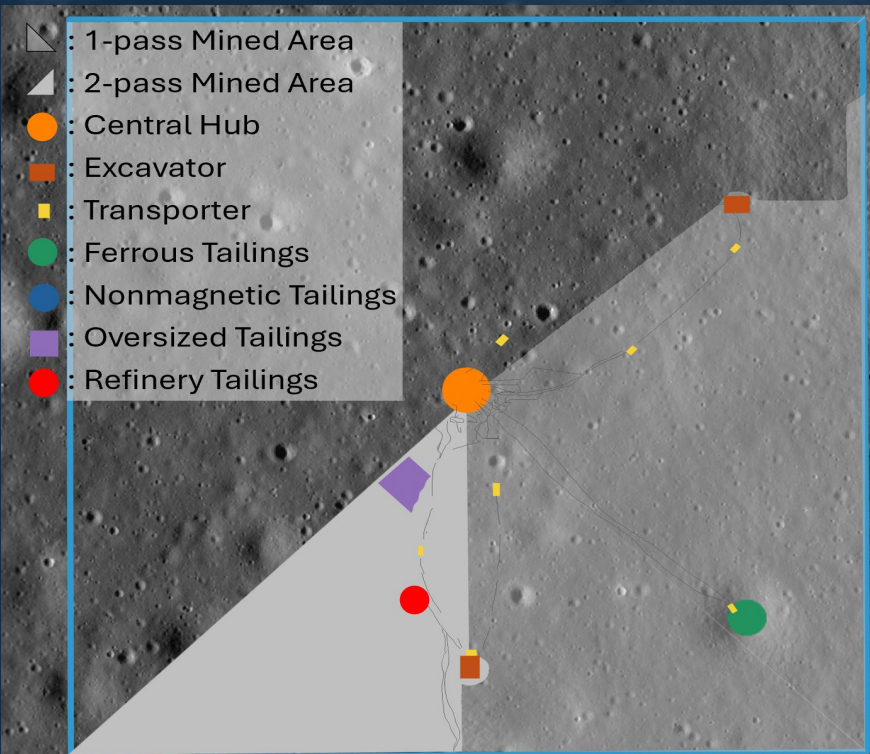 : 1-pass Mined Area
: 2-pass Mined Area
: Central Hub
: Excavator
: Transporter
: Ferrous Tailings
: Nonmagnetic Tailings
: Oversized Tailings
: Refinery Tailings